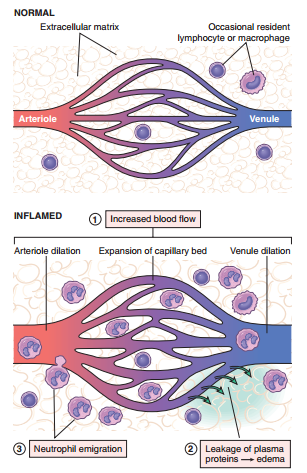 NORMAL
Extracellular matrix
Occasional resident
lymphocyte or macrophage
Arteriole
Venule
INFLAMED
1 Increased blood flow
Arteriole dilation
Expansion of capillary bed
Venule dilation
3 Neutrophil emigration
2 Leakage of plasma
proteins → edema